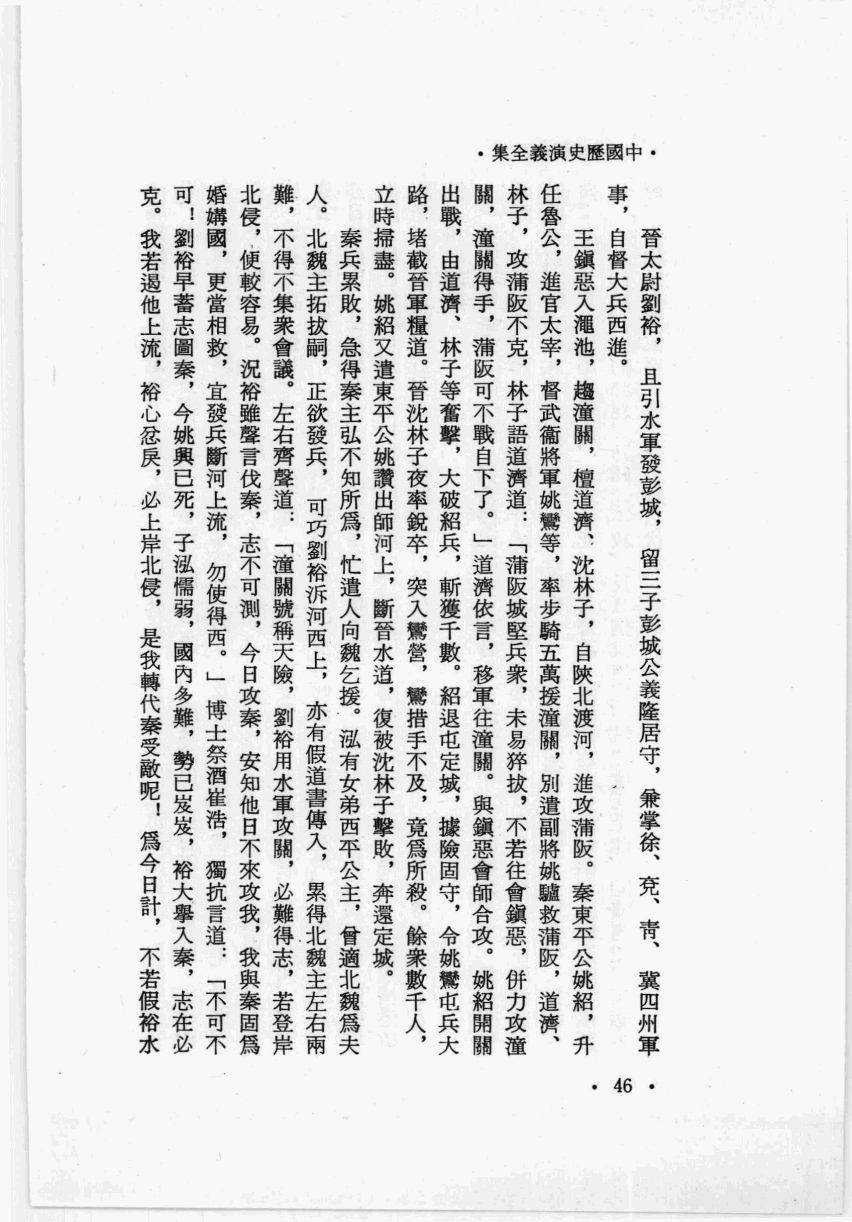 ·中國歷史演義全集·
晉太尉劉裕，且引水軍發彭城，留三子彭城公義隆居守，兼掌徐、兗、青、冀四州軍
事，自督大兵西進。
王鎭惡入澠池，趨潼關，檀道濟、沈林子，自陝北渡河，進攻蒲阪。秦東平公姚紹，升
任魯公，進官太宰，督武衞將軍姚鸞等，率步騎五萬援潼關，別遣副將姚驢救蒲阪，道濟、
林子，攻蒲阪不克，林子語道濟道：「蒲阪城堅兵衆，未易猝拔，不若往會鎭惡，併力攻潼
關，潼關得手，蒲阪可不戰自下了。」道濟依言，移軍往潼關。與鎭惡會師合攻。姚紹開關
出戰，由道濟、林子等奮擊，大破紹兵，斬獲千數。紹退屯定城，據險固守，令姚鸞屯兵大
路，堵截晉軍糧道。晉沈林子夜率銳卒，突入鸞營，鸞措手不及，竟爲所殺。餘衆數千人，
立時掃盡。姚紹又遣東平公姚讚出師河上，斷晉水道，復被沈林子擊敗，奔還定城。
秦兵累敗，急得秦主弘不知所爲，忙遣人向魏乞援。泓有女弟西平公主，曾適北魏爲夫
人。北魏主拓拔嗣，正欲發兵，可巧劉裕泝河西上，亦有假道書傳入，累得北魏主左右兩
難，不得不集衆會議。左右齊聲道：「潼關號稱天險，劉裕用水軍攻關，必難得志，若登岸
北侵，便較容易。況裕雖聲言伐秦，志不可測，今日攻秦，安知他日不來攻我，我與秦固爲
婚媾國，更當相救，宜發兵斷河上流，勿使得西。」博士祭酒崔浩，獨抗言道：「不可不
可！劉裕早蓄志圖秦，今姚興已死，子泓懦弱，國內多難，勢已岌岌，裕大擧入秦，志在必
克。我若遏他上流，裕心忿戾，必上岸北侵，是我轉代秦受敵呢！爲今日計，不若假裕水
·46·